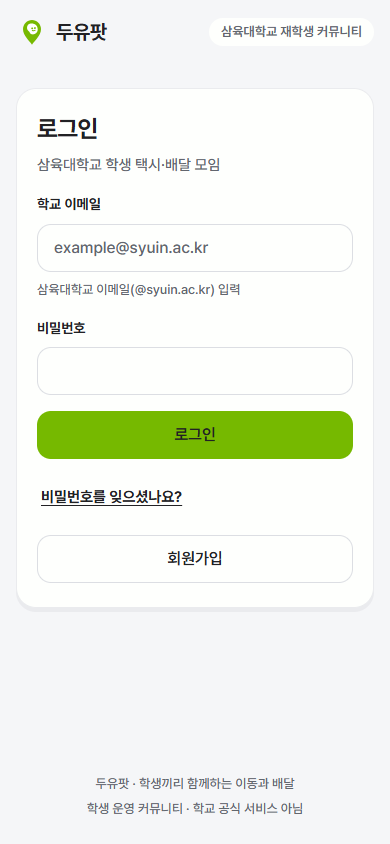 두유팟
삼육대학교 재학생 커뮤니티
로그인
삼육대학교 학생 택시·배달 모임
학교 이메일
example@syuin.ac.kr
삼육대학교 이메일(@syuin.ac.kr) 입력
비밀번호
로그인
비밀번호를 잊으셨나요?
회원가입
두유팟 · 학생끼리 함께하는 이동과 배달
학생 운영 커뮤니티 · 학교 공식 서비스 아님